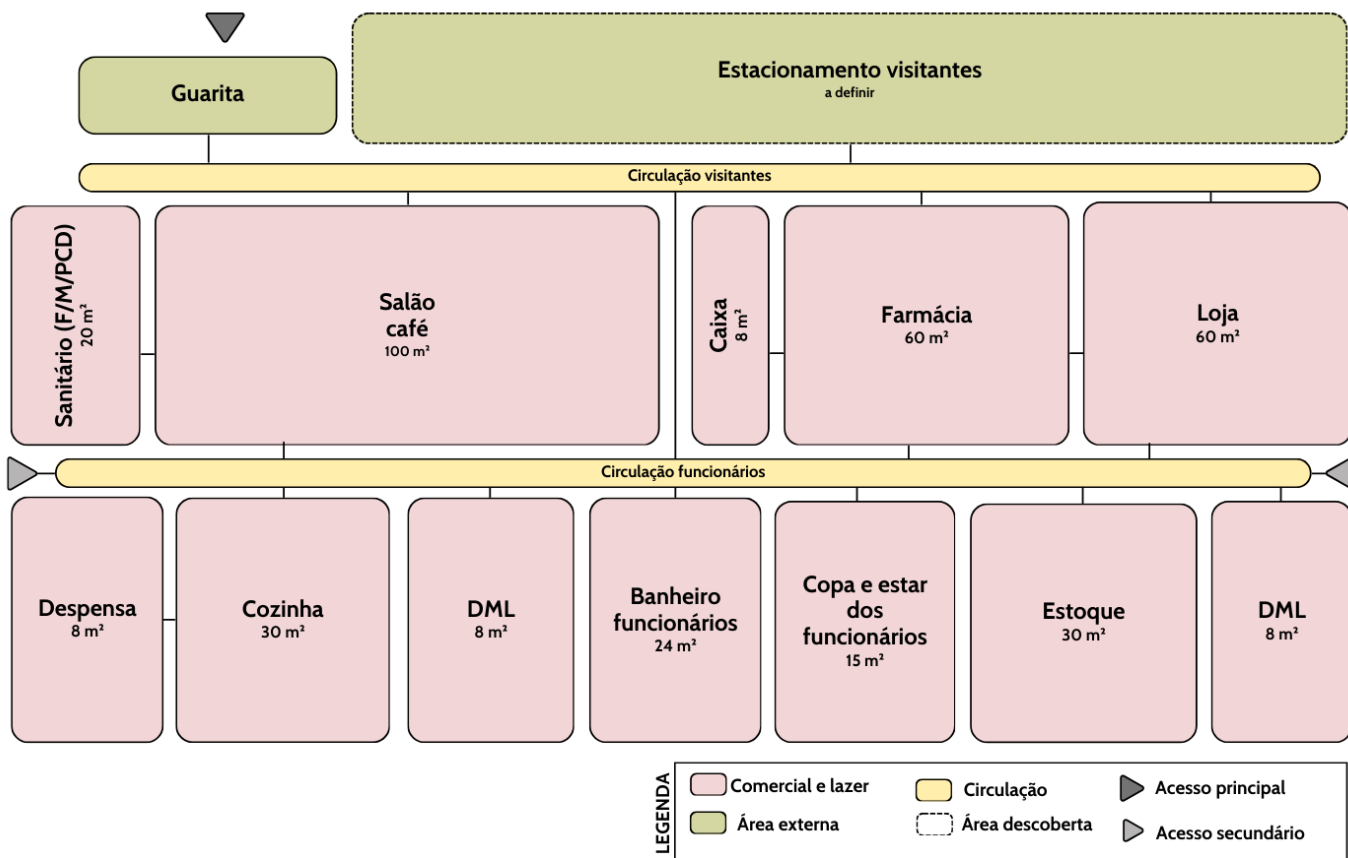 Guarita
Estacionamento visitantes
a definir
Circulação visitantes
Sanitário (F/M/PCD)
20 m²
Salão
café
100 m²
Caixa
8 m²
Farmácia
60 m²
Loja
60 m²
Circulação funcionários
Despensa
8 m²
Cozinha
30 m²
DML
8 m²
Banheiro
funcionários
24 m²
Copa e estar
dos
funcionários
15 m²
Estoque
30 m²
DML
8 m²
LEGENDA
Comercial e lazer
Circulação
Acesso principal
Área externa
Área descoberta
Acesso secundário